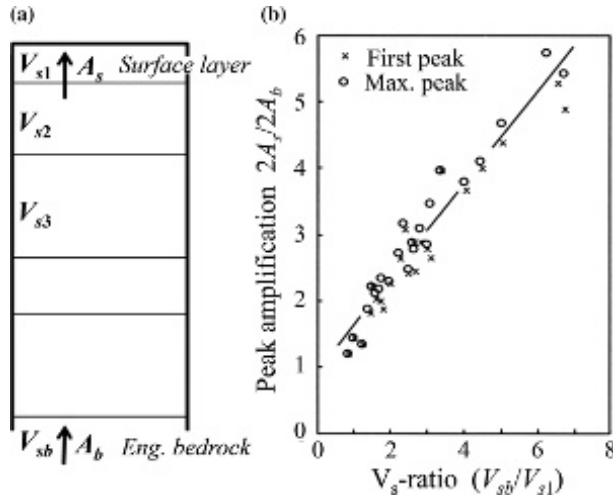 (a)
V_s1 A_s Surface layer
V_s2
V_s3
V_sb A_b Eng. bedrock
(b)
6
5
4
3
2
1
0
Peak amplification 2A_s/2A_b
× First peak
○ Max. peak
0 2 4 6 8
V_s-ratio (V_sb/V_s1)